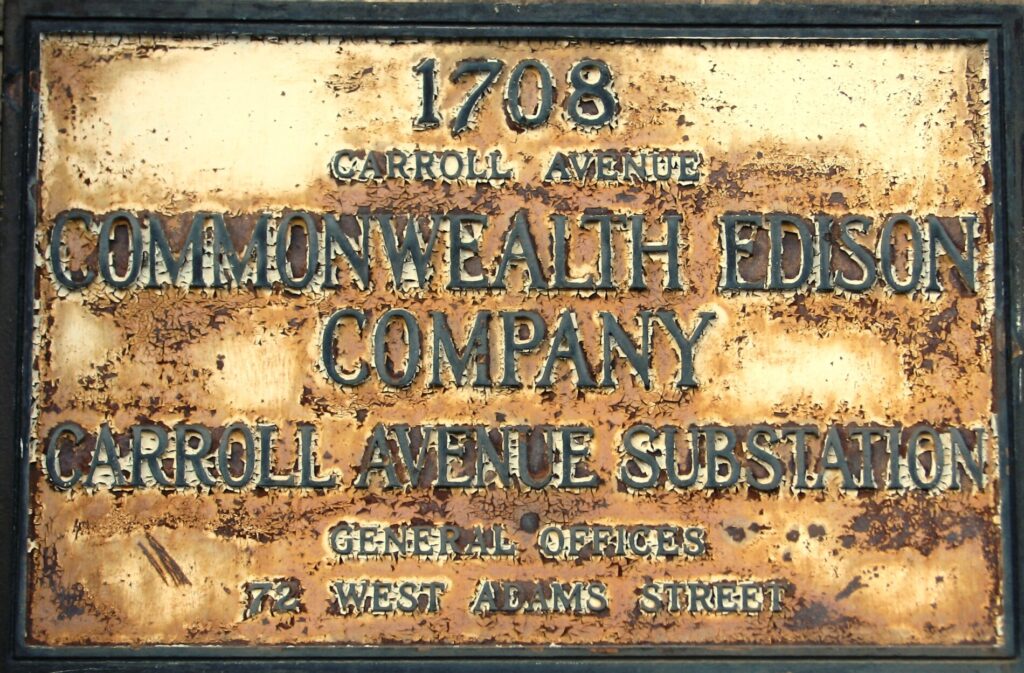 1708
CARROLL AVENUE
COMMONWEALTH EDISON
COMPANY
CARROLL AVENUE SUBSTATION
GENERAL OFFICES
72 WEST ADAMS STREET